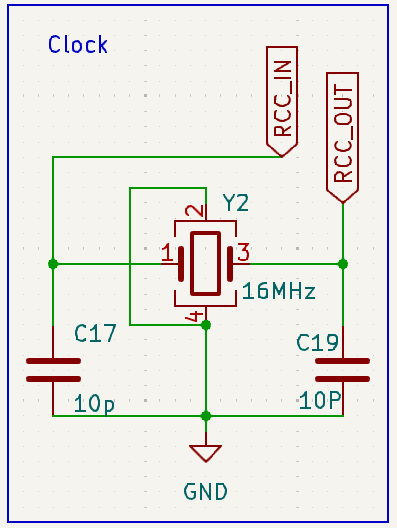 Clock
RCC_IN
RCC_OUT
Y2
2
1
3
16MHz
4
C17
C19
10p
10P
GND